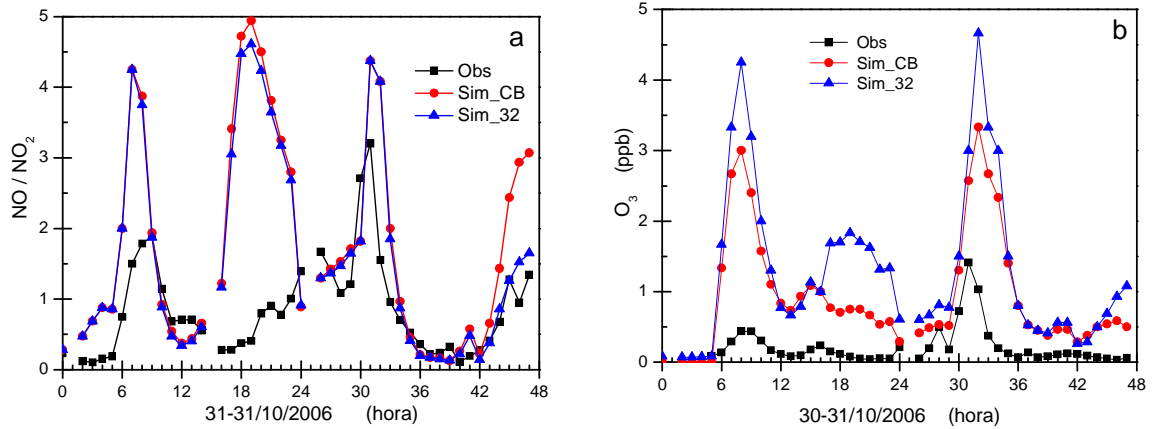 a
Obs
Sim_CB
Sim_32
NO / NO2
5
4
3
2
1
0
0 6 12 18 24 30 36 42 48
31-31/10/2006 (hora)
b
Obs
Sim_CB
Sim_32
O3 (ppb)
5
4
3
2
1
0
0 6 12 18 24 30 36 42 48
30-31/10/2006 (hora)